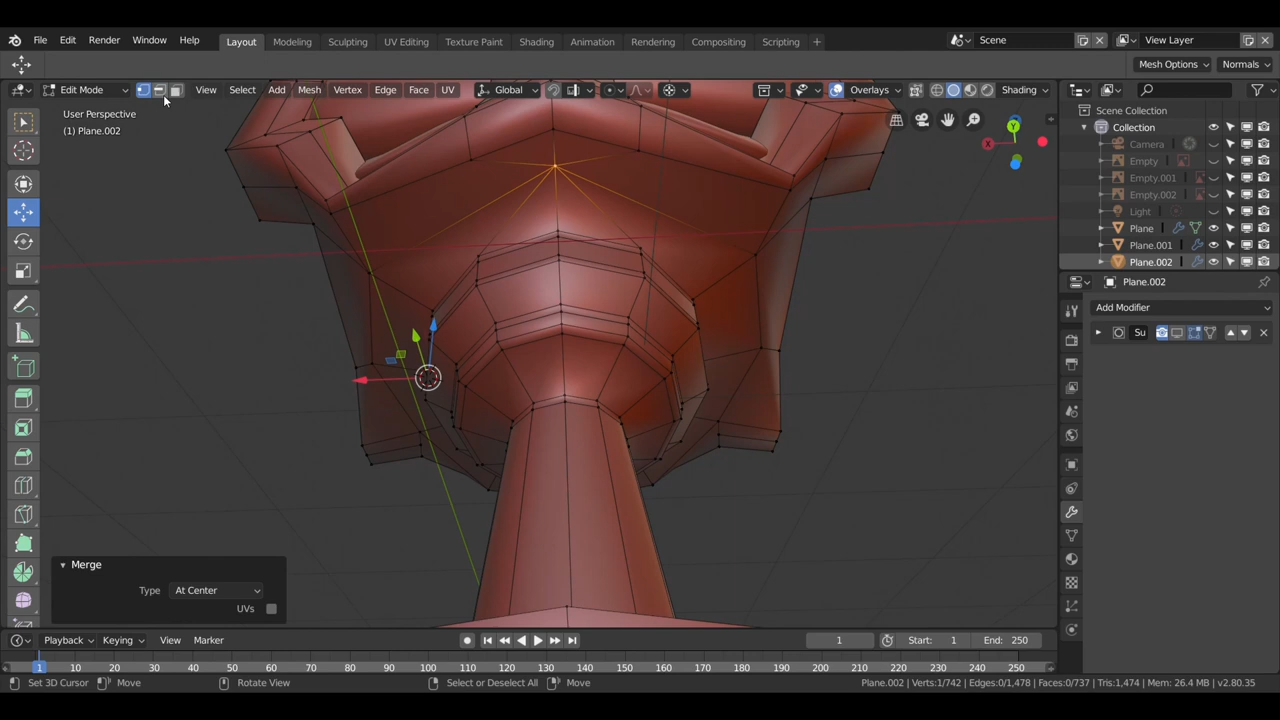 File Edit Render Window Help Layout Modeling Sculpting UV Editing Texture Paint Shading Animation Rendering Compositing Scripting + Scene View Layer
Mesh Options Normals
Edit Mode View Select Add Mesh Vertex Edge Face UV Global Overlays Shading
User Perspective
(1) Plane.002
Scene Collection
Collection
Camera
Empty
Empty.001
Empty.002
Light
Plane
Plane.001
Plane.002
Plane.002
Add Modifier
Su
X
Y
Merge
Type At Center
UVs
Playback Keying View Marker 1 Start: 1 End: 250
1 10 20 30 40 50 60 70 80 90 100 110 120 130 140 150 160 170 180 190 200 210 220 230 240 250
Set 3D Cursor Move Rotate View Select or Deselect All Move Plane.002 | Verts:1/742 | Edges:0/1,478 | Faces:0/737 | Tris:1,474 | Mem: 26.4 MB | v2.80.35